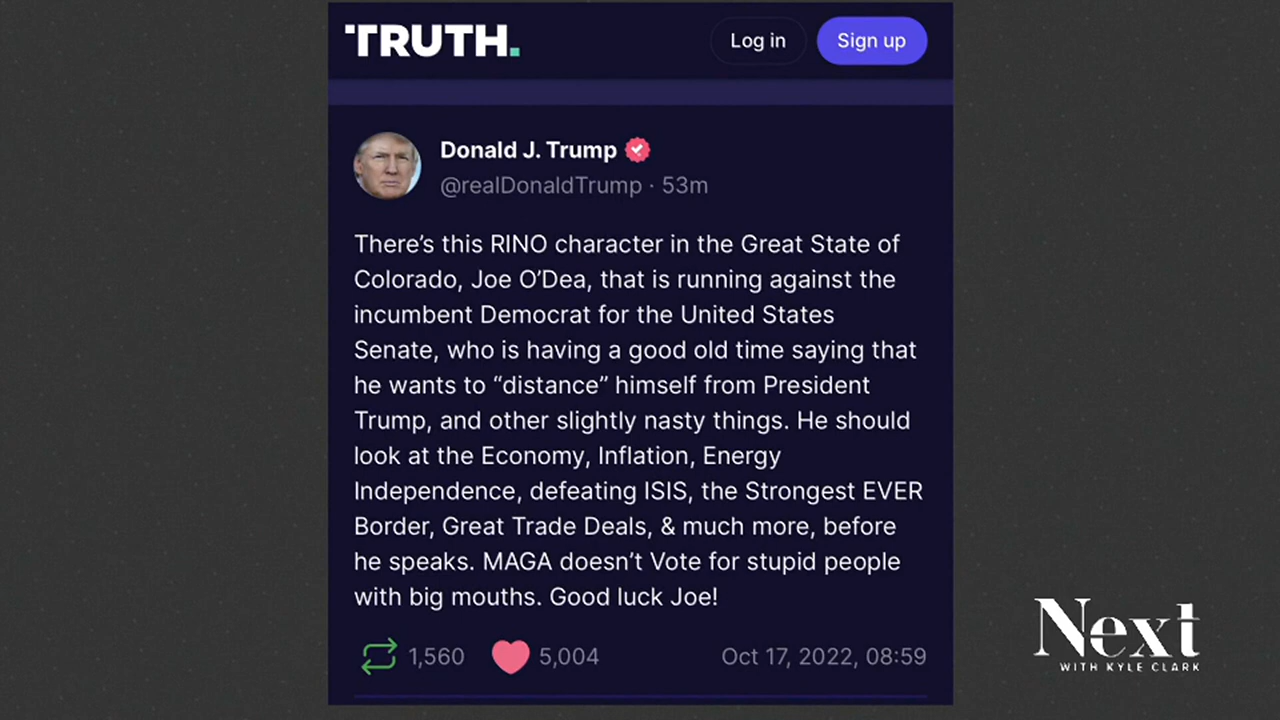 TRUTH.
Log in
Sign up
Donald J. Trump
@realDonaldTrump · 53m
There’s this RINO character in the Great State of
Colorado, Joe O’Dea, that is running against the
incumbent Democrat for the United States
Senate, who is having a good old time saying that
he wants to “distance” himself from President
Trump, and other slightly nasty things. He should
look at the Economy, Inflation, Energy
Independence, defeating ISIS, the Strongest EVER
Border, Great Trade Deals, & much more, before
he speaks. MAGA doesn’t Vote for stupid people
with big mouths. Good luck Joe!
1,560
5,004
Oct 17, 2022, 08:59
Next
WITH KYLE CLARK